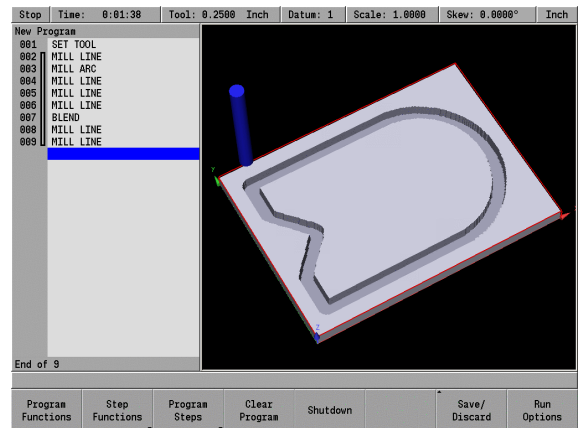 Stop Time: 0:01:38 Tool: 0.2500 Inch Datum: 1 Scale: 1.0000 Skew: 0.0000° Inch
New Program
001 SET TOOL
002 MILL LINE
003 MILL ARC
004 MILL LINE
005 MILL LINE
006 MILL LINE
007 BLEND
008 MILL LINE
009 MILL LINE
Y
Z
End of 9
Program Functions
Step Functions
Program Steps
Clear Program
Shutdown
Save/ Discard
Run Options